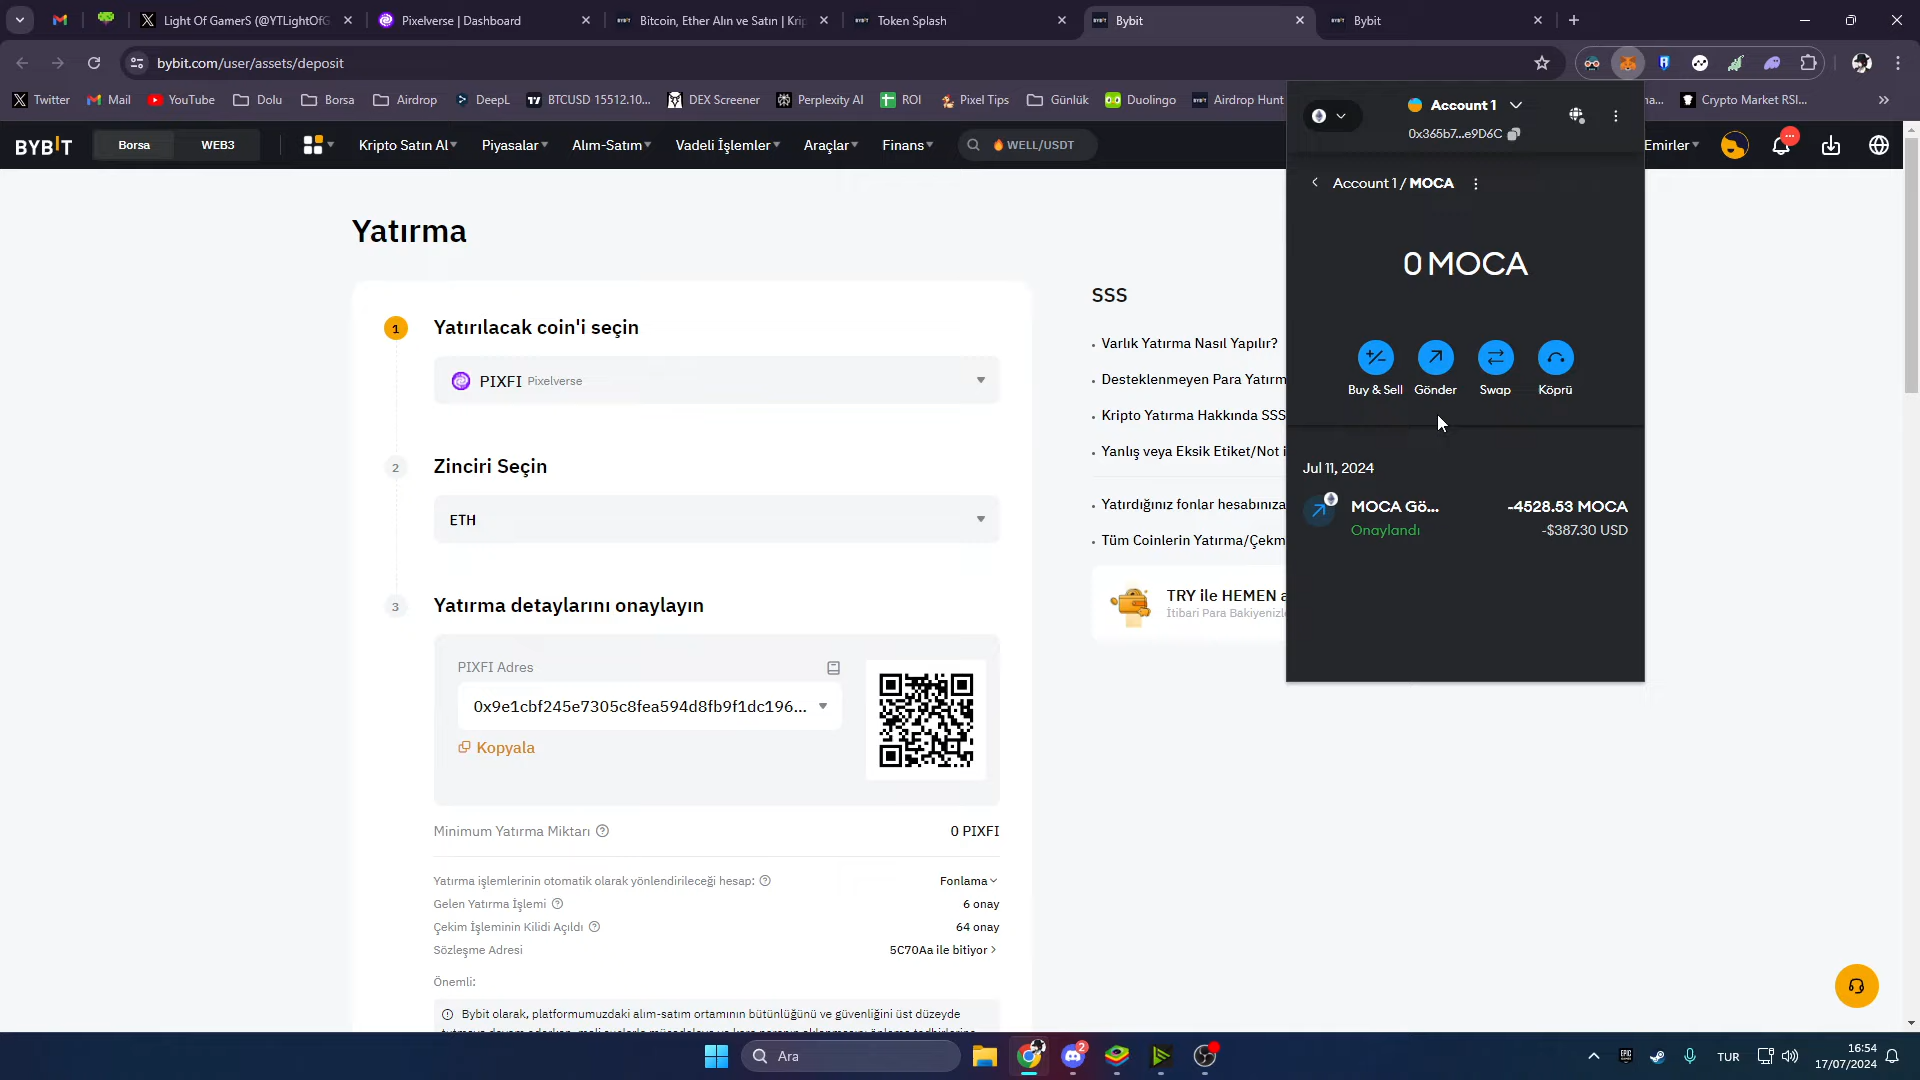 Light Of GamerS (@YTLightOfG
Pixelverse | Dashboard
Bitcoin, Ether Alın ve Satın | Kri
Token Splash
Bybit
Bybit
bybit.com/user/assets/deposit
Twitter
Mail
YouTube
Dolu
Borsa
Airdrop
DeepL
BTCUSD 15512.10...
DEX Screener
Perplexity AI
ROI
Pixel Tips
Günlük
Duolingo
Airdrop Hunt
Crypto Market RSI...
BYBIT
Borsa
WEB3
Kripto Satın Al
Piyasalar
Alım-Satım
Vadeli İşlemler
Araçlar
Finans
WELL/USDT
Emirler
Yatırma
1
Yatırılacak coin'i seçin
PIXFI Pixelverse
2
Zinciri Seçin
ETH
3
Yatırma detaylarını onaylayın
PIXFI Adres
0x9e1cbf245e7305c8fea594d8fb9f1dc196...
Kopyala
Minimum Yatırma Miktarı
0 PIXFI
Yatırma işlemlerinin otomatik olarak yönlendirileceği hesap:
Fonlama
Gelen Yatırma İşlemi
6 onay
Çekim İşleminin Kilidi Açıldı
64 onay
Sözleşme Adresi
5C70Aa ile bitiyor >
Önemli:
Bybit olarak, platformumuzdaki alım-satım ortamının bütünlüğünü ve güvenliğini üst düzeyde
SSS
Varlık Yatırma Nasıl Yapılır?
Desteklenmeyen Para Yatırm
Kripto Yatırma Hakkında SSS
Yanlış veya Eksik Etiket/Not i
Yatırdığınız fonlar hesabınıza
Tüm Coinlerin Yatırma/Çekm
TRY ile HEMEN a
İtibari Para Bakiyenizle
Account 1
0x365b7...e9D6C
Account 1 / MOCA
0 MOCA
Buy & Sell
Gönder
Swap
Köprü
Jul 11, 2024
MOCA Gö...
-4528.53 MOCA
Onaylandı
-$387.30 USD
Ara
2
TUR
16:54
17/07/2024